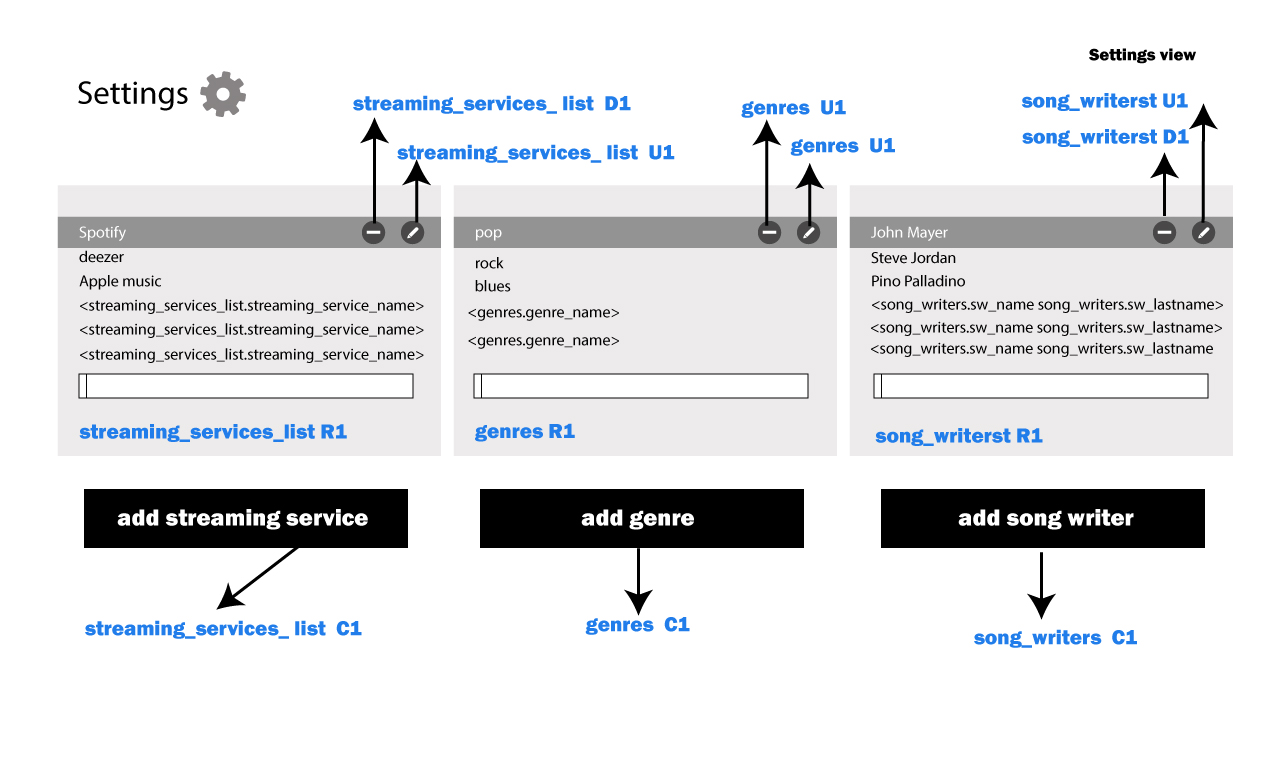 Settings view
Settings
streaming_services_ list D1
streaming_services_ list U1
genres U1
genres U1
song_writerst U1
song_writerst D1
Spotify
deezer
Apple music
<streaming_services_list.streaming_service_name>
<streaming_services_list.streaming_service_name>
<streaming_services_list.streaming_service_name>
streaming_services_list R1
pop
rock
blues
<genres.genre_name>
<genres.genre_name>
genres R1
John Mayer
Steve Jordan
Pino Palladino
<song_writers.sw_name song_writers.sw_lastname>
<song_writers.sw_name song_writers.sw_lastname>
<song_writers.sw_name song_writers.sw_lastname
song_writerst R1
add streaming service
add genre
add song writer
streaming_services_ list C1
genres C1
song_writers C1